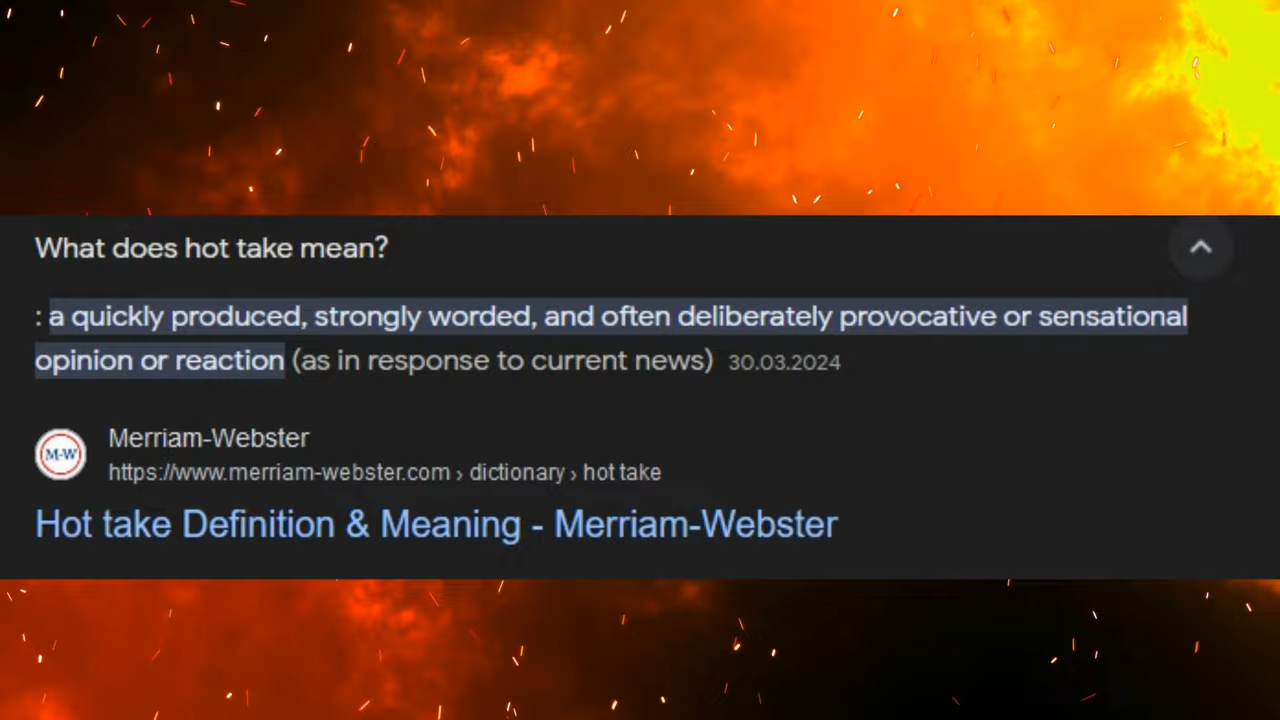 What does hot take mean?
: a quickly produced, strongly worded, and often deliberately provocative or sensational
opinion or reaction (as in response to current news) 30.03.2024
M-W
Merriam-Webster
https://www.merriam-webster.com › dictionary › hot take
Hot take Definition & Meaning - Merriam-Webster